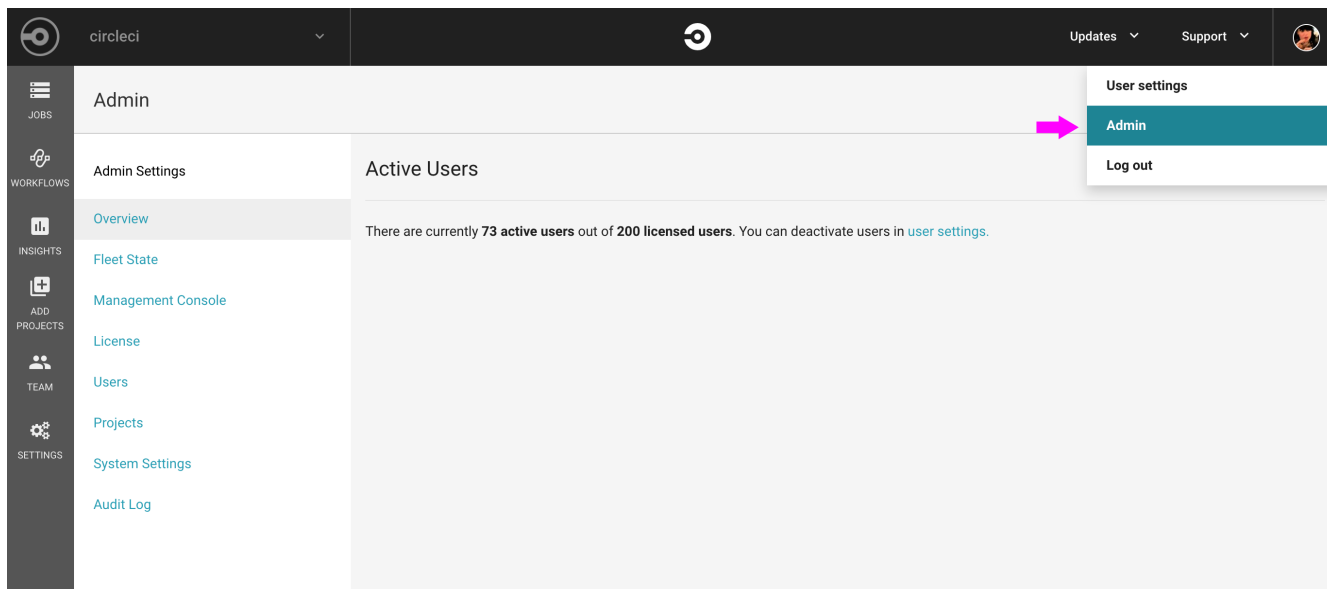 circleci
Updates
Support
User settings
Admin
Log out
JOBS
WORKFLOWS
INSIGHTS
ADD
PROJECTS
TEAM
SETTINGS
Admin
Admin Settings
Overview
Fleet State
Management Console
License
Users
Projects
System Settings
Audit Log
Active Users
There are currently 73 active users out of 200 licensed users. You can deactivate users in user settings.